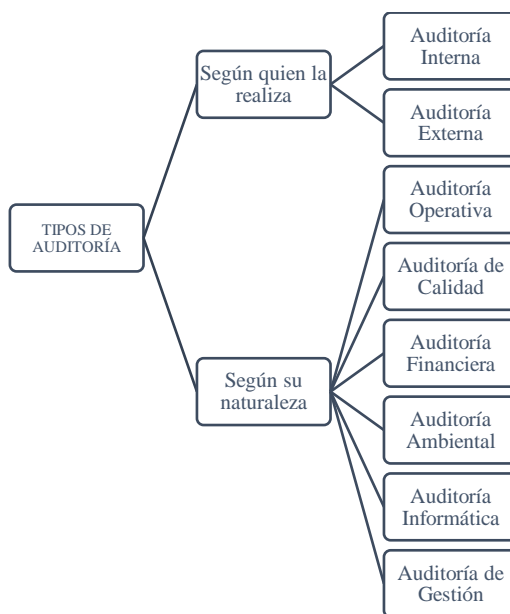 TIPOS DE
AUDITORÍA
Según quien la
realiza
Auditoría
Interna
Auditoría
Externa
Según su
naturaleza
Auditoría
Operativa
Auditoría de
Calidad
Auditoría
Financiera
Auditoría
Ambiental
Auditoría
Informática
Auditoría de
Gestión